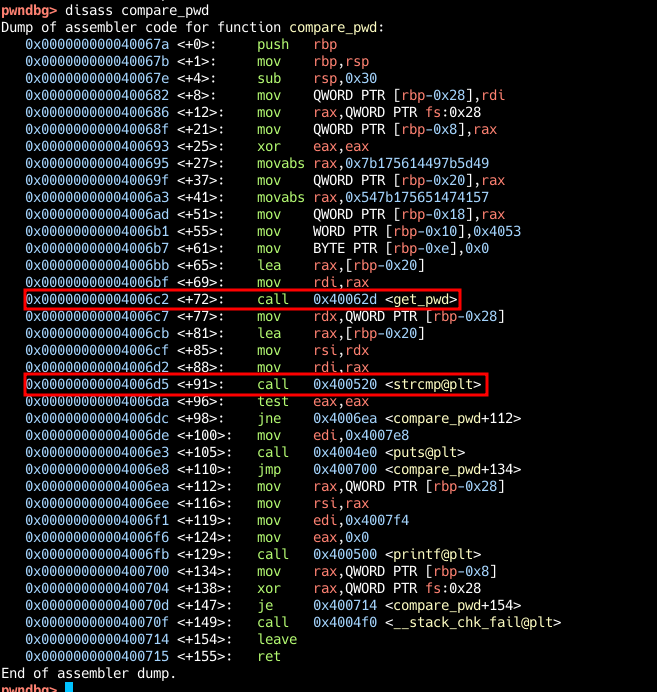 pwndbg> disass compare_pwd
Dump of assembler code for function compare_pwd:
0x000000000040067a <+0>: push rbp
0x000000000040067b <+1>: mov rbp,rsp
0x000000000040067e <+4>: sub rsp,0x30
0x0000000000400682 <+8>: mov QWORD PTR [rbp-0x28],rdi
0x0000000000400686 <+12>: mov rax,QWORD PTR fs:0x28
0x000000000040068f <+21>: mov QWORD PTR [rbp-0x8],rax
0x0000000000400693 <+25>: xor eax,eax
0x0000000000400695 <+27>: movabs rax,0x7b175614497b5d49
0x000000000040069f <+37>: mov QWORD PTR [rbp-0x20],rax
0x00000000004006a3 <+41>: movabs rax,0x547b175651474157
0x00000000004006ad <+51>: mov QWORD PTR [rbp-0x18],rax
0x00000000004006b1 <+55>: mov WORD PTR [rbp-0x10],0x4053
0x00000000004006b7 <+61>: mov BYTE PTR [rbp-0xe],0x0
0x00000000004006bb <+65>: lea rax,[rbp-0x20]
0x00000000004006bf <+69>: mov rdi,rax
0x00000000004006c2 <+72>: call 0x40062d <get_pwd>
0x00000000004006c7 <+77>: mov rdx,QWORD PTR [rbp-0x28]
0x00000000004006cb <+81>: lea rax,[rbp-0x20]
0x00000000004006cf <+85>: mov rsi,rdx
0x00000000004006d2 <+88>: mov rdi,rax
0x00000000004006d5 <+91>: call 0x400520 <strcmp@plt>
0x00000000004006da <+96>: test eax,eax
0x00000000004006dc <+98>: jne 0x4006ea <compare_pwd+112>
0x00000000004006de <+100>: mov edi,0x4007e8
0x00000000004006e3 <+105>: call 0x4004e0 <puts@plt>
0x00000000004006e8 <+110>: jmp 0x400700 <compare_pwd+134>
0x00000000004006ea <+112>: mov rax,QWORD PTR [rbp-0x28]
0x00000000004006ee <+116>: mov rsi,rax
0x00000000004006f1 <+119>: mov edi,0x4007f4
0x00000000004006f6 <+124>: mov eax,0x0
0x00000000004006fb <+129>: call 0x400500 <printf@plt>
0x0000000000400700 <+134>: mov rax,QWORD PTR [rbp-0x8]
0x0000000000400704 <+138>: xor rax,QWORD PTR fs:0x28
0x000000000040070d <+147>: je 0x400714 <compare_pwd+154>
0x000000000040070f <+149>: call 0x4004f0 <__stack_chk_fail@plt>
0x0000000000400714 <+154>: leave
0x0000000000400715 <+155>: ret
End of assembler dump.
pwndbg>